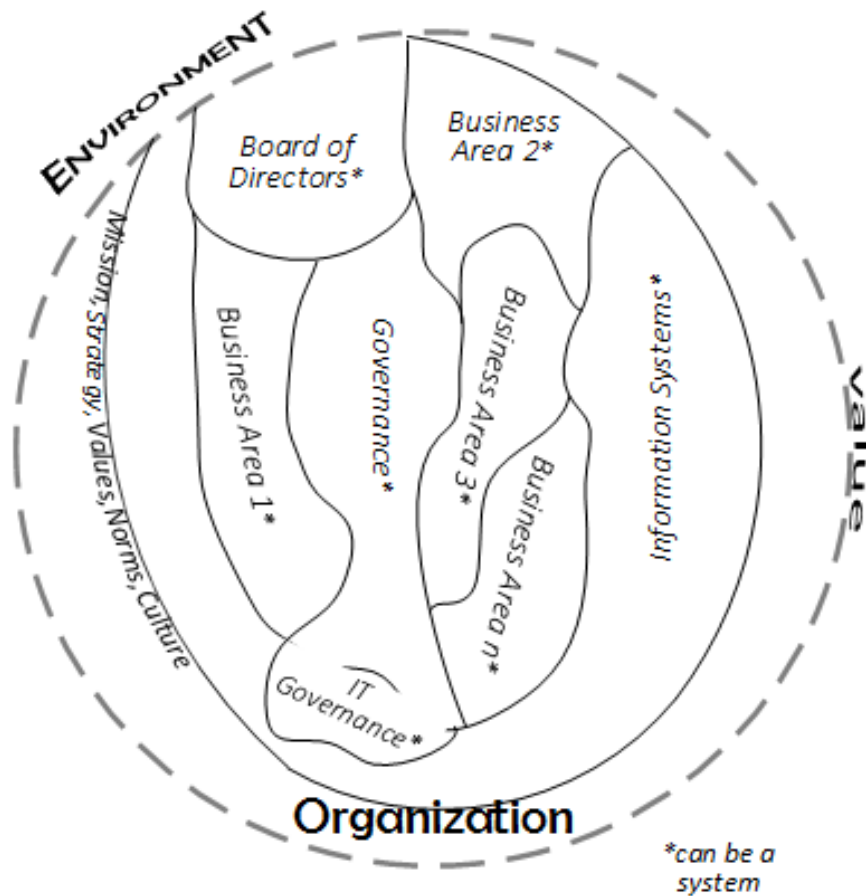 ENVIRONMENT
Board of
Directors*
Business
Area 2*
Mission, Strategy, Values, Norms, Culture
Business Area 1*
Governance*
Business Area 3*
Business Area n*
Information Systems*
value
IT
Governance*
Organization
*can be a
system